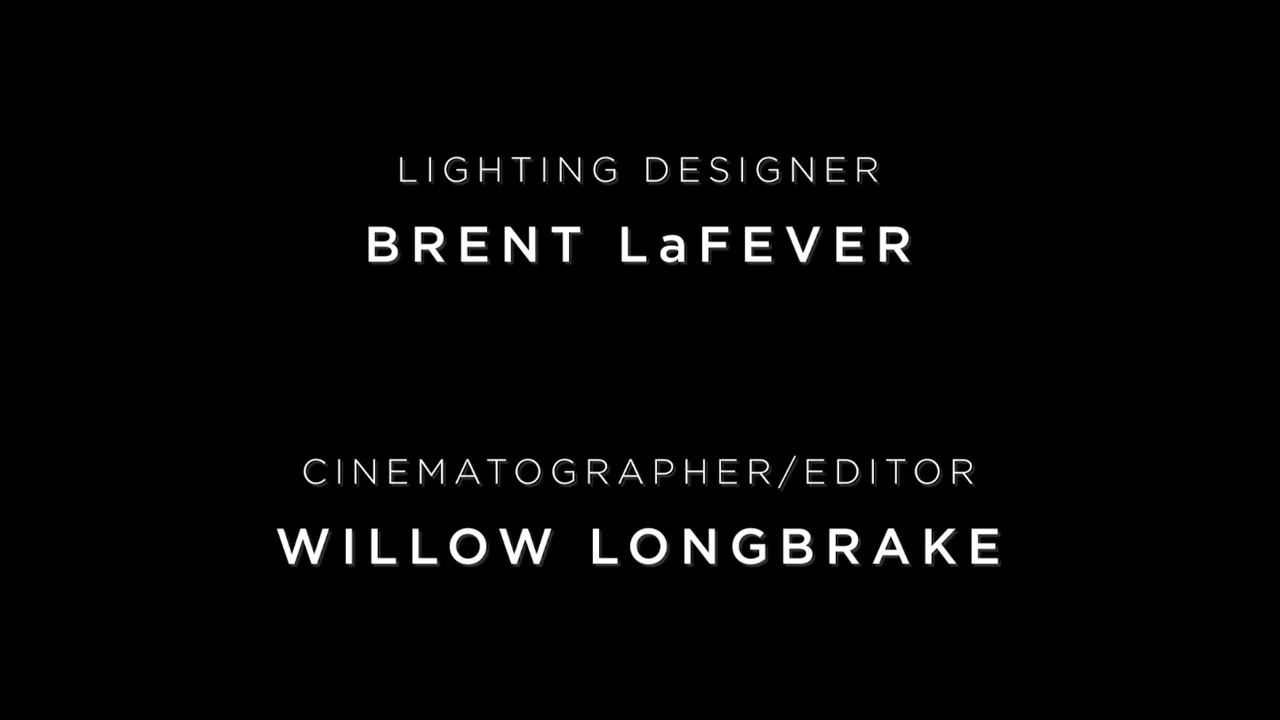 LIGHTING DESIGNER
BRENT LaFEVER
CINEMATOGRAPHER/EDITOR
WILLOW LONGBRAKE